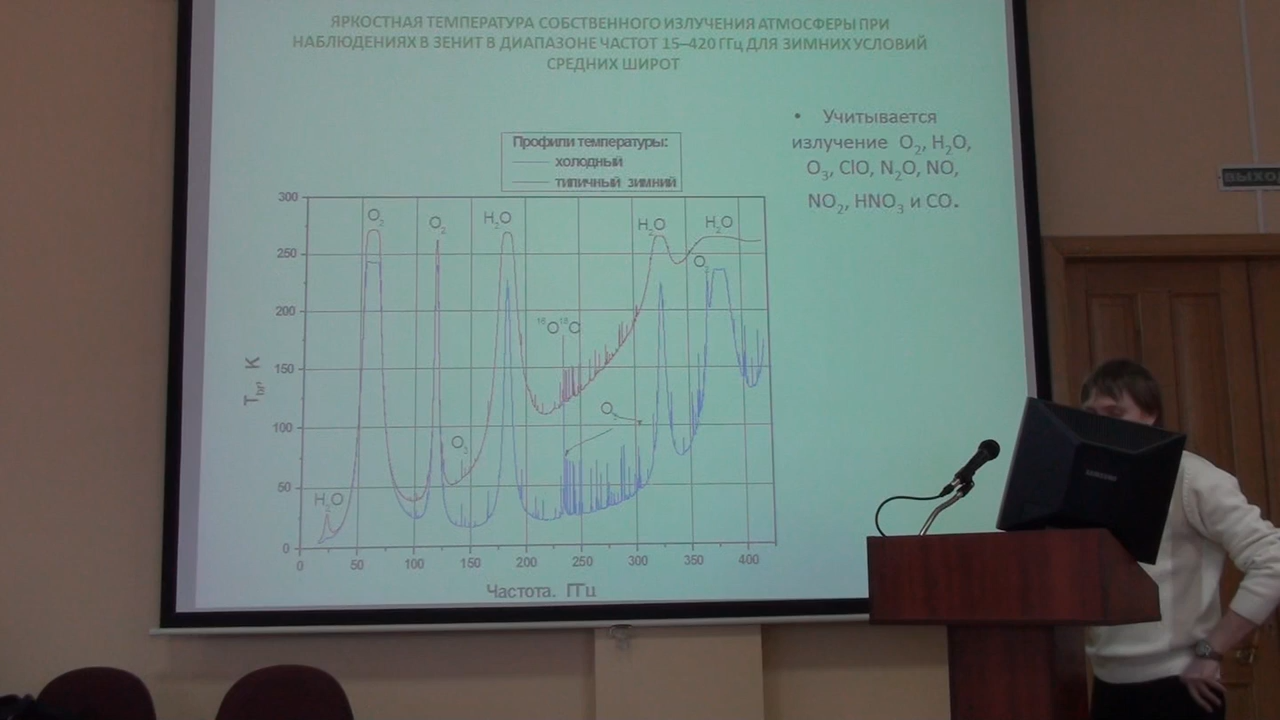 ЯРКОСТНАЯ ТЕМПЕРАТУРА СОБСТВЕННОГО ИЗЛУЧЕНИЯ АТМОСФЕРЫ ПРИ
НАБЛЮДЕНИЯХ В ЗЕНИТ В ДИАПАЗОНЕ ЧАСТОТ 15–420 ГГц ДЛЯ ЗИМНИХ УСЛОВИЙ
СРЕДНИХ ШИРОТ
• Учитывается
излучение O₂, H₂O,
O₃, ClO, N₂O, NO,
NO₂, HNO₃ и CO.
Профили температуры:
холодный
типичный зимний
300
250
200
150
100
50
0
T_br, К
O₂
O₂
H₂O
H₂O
H₂O
O
¹⁶O¹⁸O
O
O₃
H₂O
0
50
100
150
200
250
300
350
400
Частота. ГГц
ВЫХОД
SAMSUNG